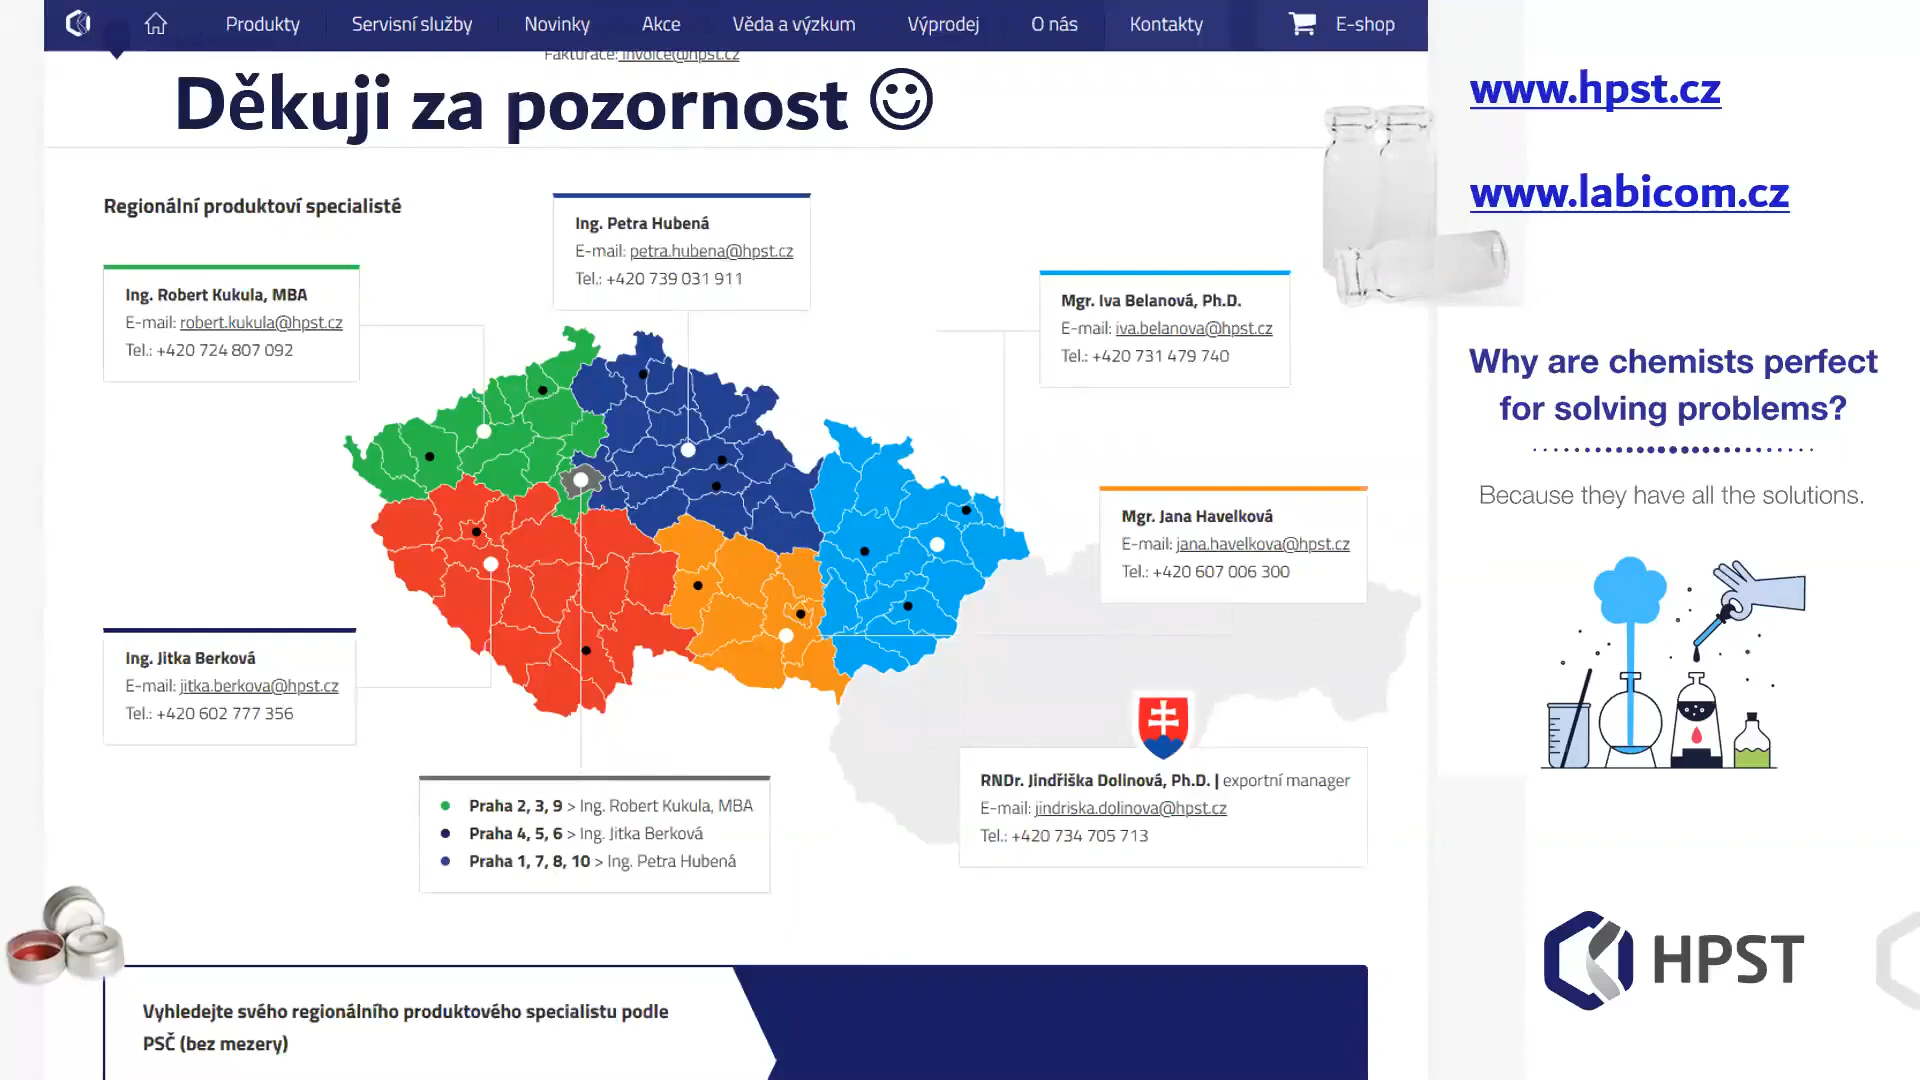 Produkty
Servisní služby
Novinky
Akce
Věda a výzkum
Výprodej
O nás
Kontakty
E-shop
Fakturace: invoice@hpst.cz
Děkuji za pozornost ☺
www.hpst.cz
www.labicom.cz
Regionální produktoví specialisté
Ing. Petra Hubená
E-mail: petra.hubena@hpst.cz
Tel.: +420 739 031 911
Ing. Robert Kukula, MBA
E-mail: robert.kukula@hpst.cz
Tel.: +420 724 807 092
Mgr. Iva Belanová, Ph.D.
E-mail: iva.belanova@hpst.cz
Tel.: +420 731 479 740
Why are chemists perfect
for solving problems?
Because they have all the solutions.
Mgr. Jana Havelková
E-mail: jana.havelkova@hpst.cz
Tel.: +420 607 006 300
Ing. Jitka Berková
E-mail: jitka.berkova@hpst.cz
Tel.: +420 602 777 356
RNDr. Jindřiška Dolinová, Ph.D. | exportní manager
E-mail: jindriska.dolinova@hpst.cz
Tel.: +420 734 705 713
Praha 2, 3, 9 > Ing. Robert Kukula, MBA
Praha 4, 5, 6 > Ing. Jitka Berková
Praha 1, 7, 8, 10 > Ing. Petra Hubená
HPST
Vyhledejte svého regionálního produktového specialistu podle
PSČ (bez mezery)